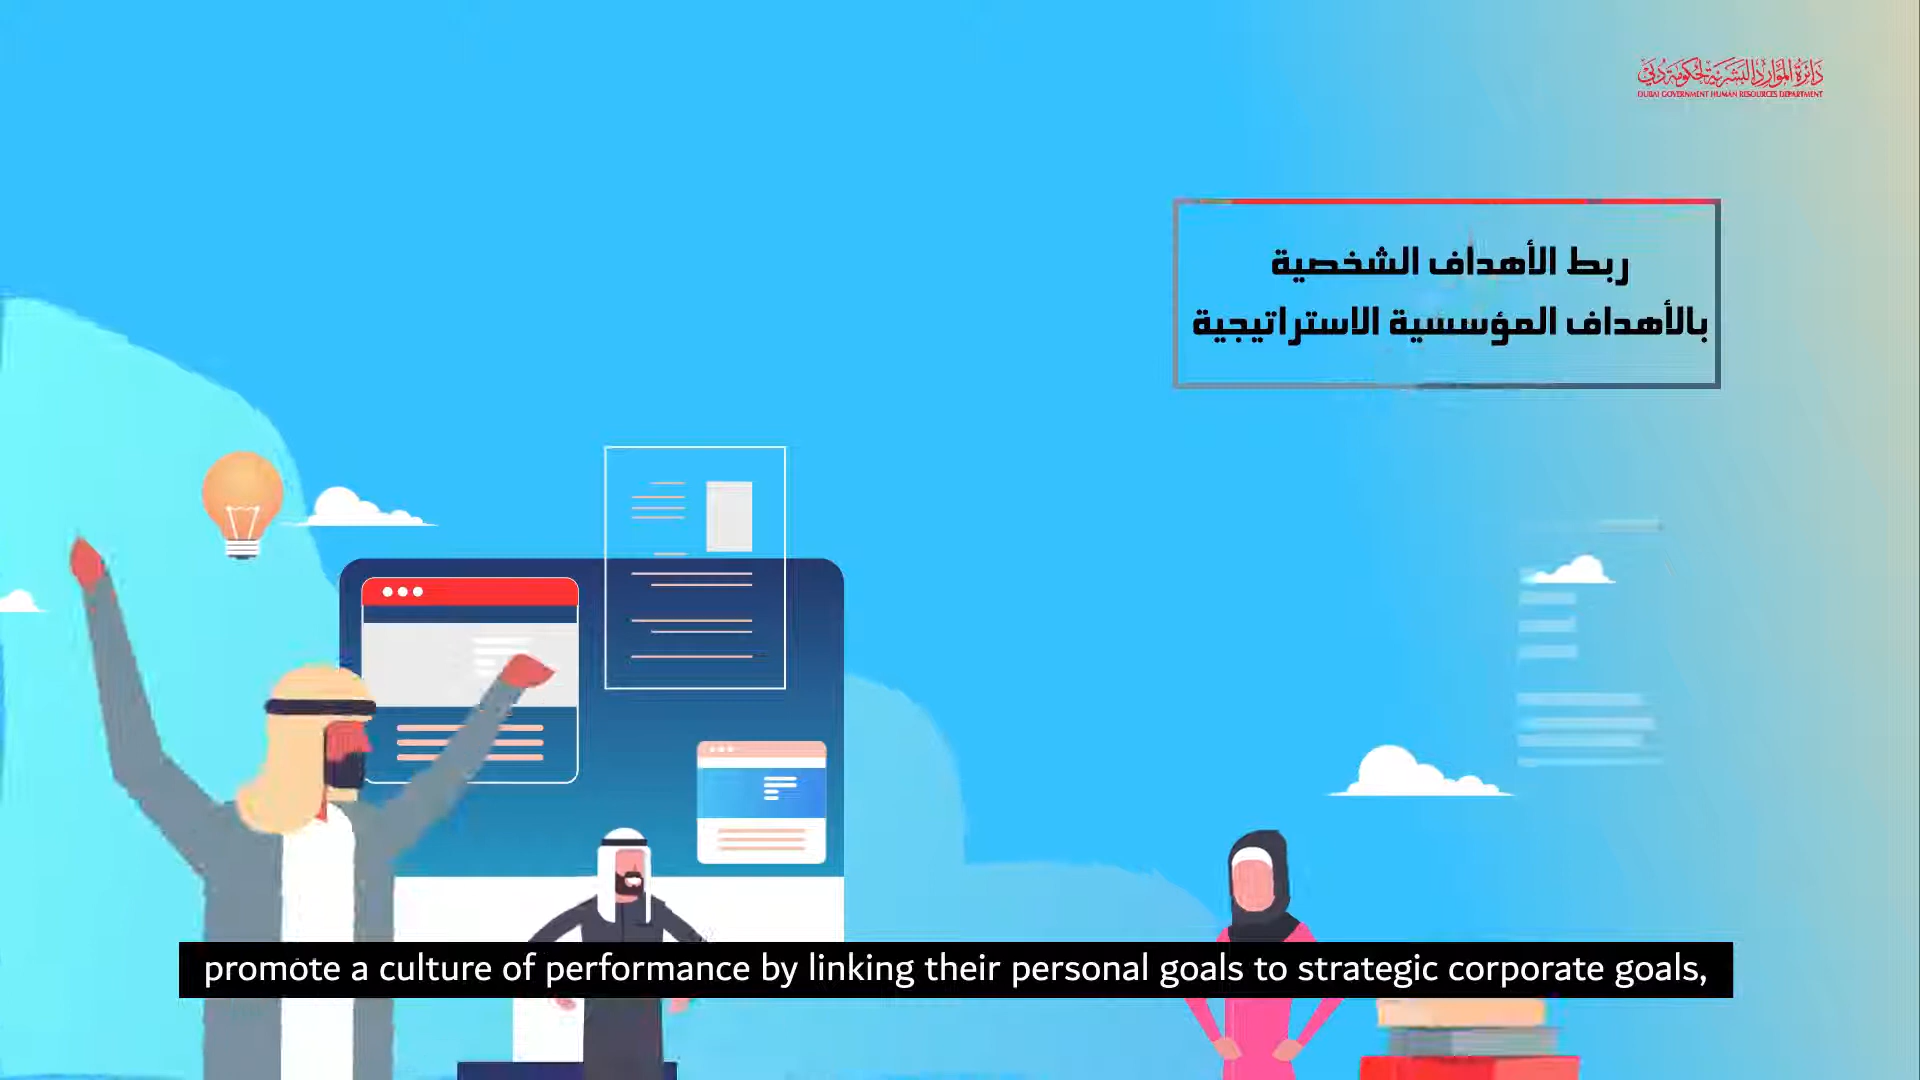 دائرة الموارد البشرية لحكومة دبي
DUBAI GOVERNMENT HUMAN RESOURCES DEPARTMENT
ربط الأهداف الشخصية
بالأهداف المؤسسية الاستراتيجية
promote a culture of performance by linking their personal goals to strategic corporate goals,